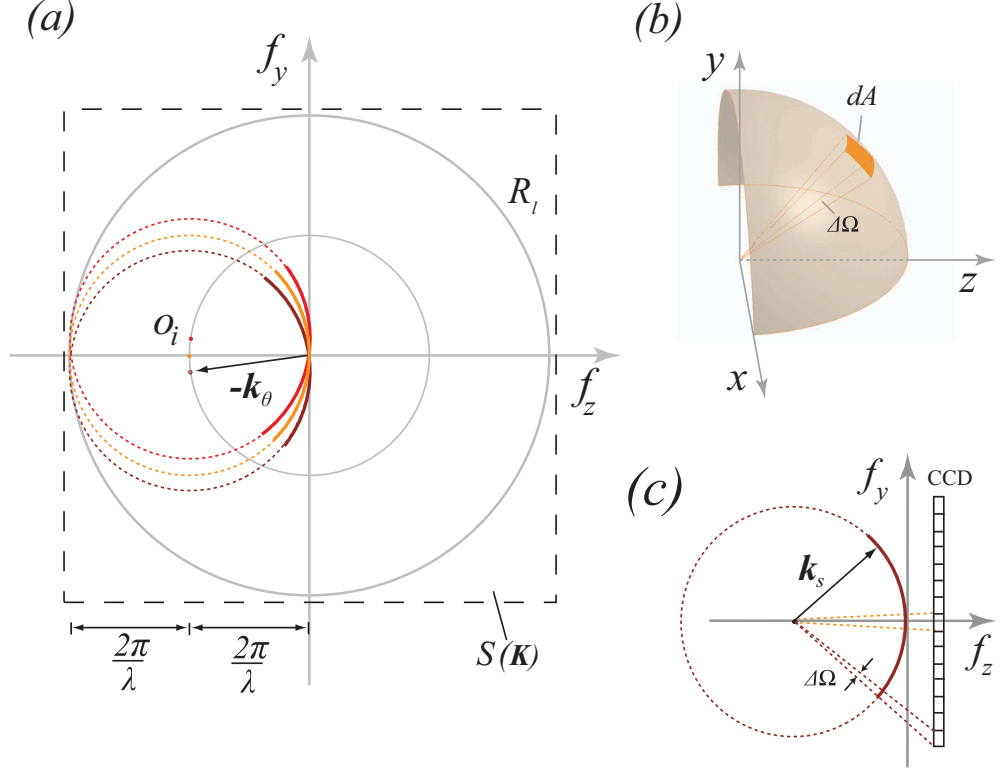 (a)
f_y
R_l
o_i
-k_θ
f_z
2π/λ
2π/λ
S(K)
(b)
y
dA
ΔΩ
z
x
(c)
f_y
CCD
k_s
f_z
ΔΩ